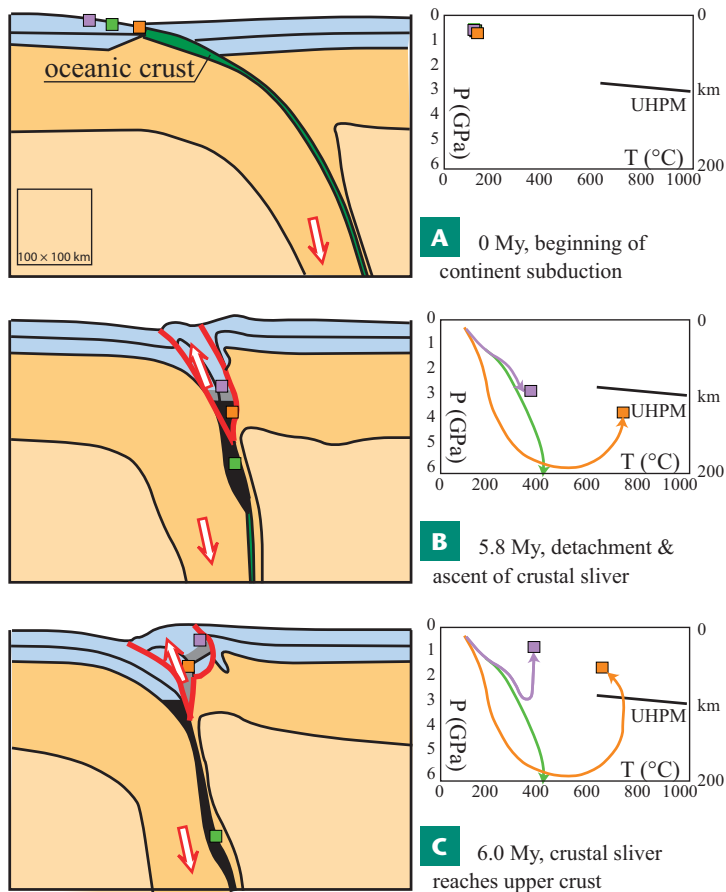 oceanic crust
100 × 100 km
0
1
2
3
4
5
6
P (GPa)
0 200 400 600 800 1000
T (°C)
UHPM
0
km
200
A 0 My, beginning of
continent subduction
0
1
2
3
4
5
6
P (GPa)
0 200 400 600 800 1000
T (°C)
UHPM
0
km
200
B 5.8 My, detachment &
ascent of crustal sliver
0
1
2
3
4
5
6
P (GPa)
0 200 400 600 800 1000
T (°C)
UHPM
0
km
200
C 6.0 My, crustal sliver
reaches upper crust